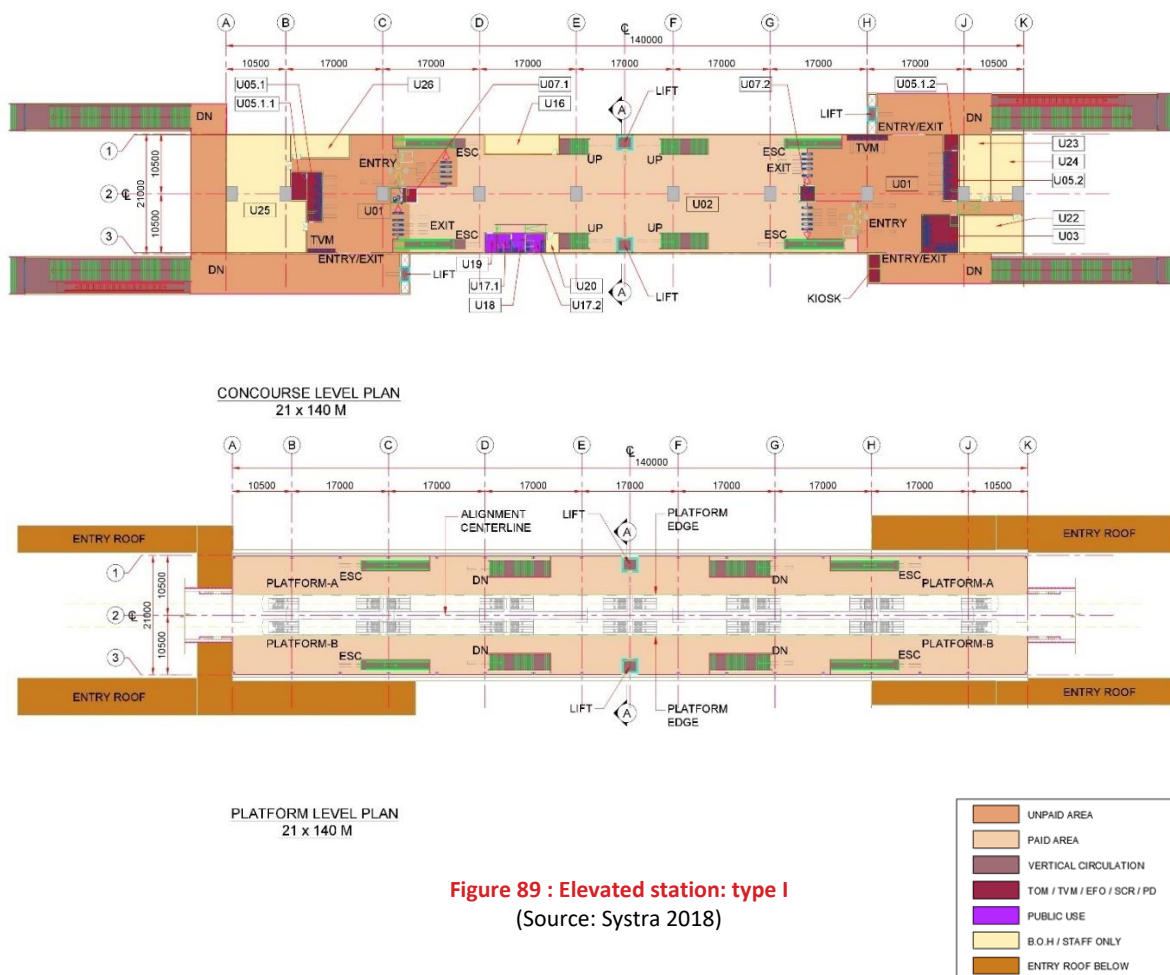 A B C D E ℄ F G H J K
140000
10500 17000 17000 17000 17000 17000 17000 17000 10500
U05.1 U26 U07.1 U07.2 U05.1.2
U05.1.1 U16 A LIFT LIFT
DN ENTRY/EXIT DN
TVM U23
1 ENTRY ESC UP UP ESC EXIT U24
10500
21000 2 ℄ U25 U01 U02 U01 U05.2
10500
3 TVM EXIT ESC UP UP ESC ENTRY U22
U03
DN ENTRY/EXIT LIFT U19 U20 ENTRY/EXIT DN
U17.1 A
U18 U17.2 LIFT KIOSK
CONCOURSE LEVEL PLAN
21 x 140 M
A B C D E ℄ F G H J K
140000
10500 17000 17000 17000 17000 17000 17000 17000 10500
ALIGNMENT CENTERLINE LIFT A PLATFORM EDGE
ENTRY ROOF ENTRY ROOF
1 ESC DN DN ESC
10500 PLATFORM-A PLATFORM-A
21000 2 ℄
10500 PLATFORM-B PLATFORM-B
3 ESC DN DN ESC
ENTRY ROOF ENTRY ROOF
LIFT A PLATFORM EDGE
PLATFORM LEVEL PLAN
21 x 140 M
UNPAID AREA
PAID AREA
VERTICAL CIRCULATION
TOM / TVM / EFO / SCR / PD
PUBLIC USE
B.O.H / STAFF ONLY
ENTRY ROOF BELOW
Figure 89 : Elevated station: type I
(Source: Systra 2018)